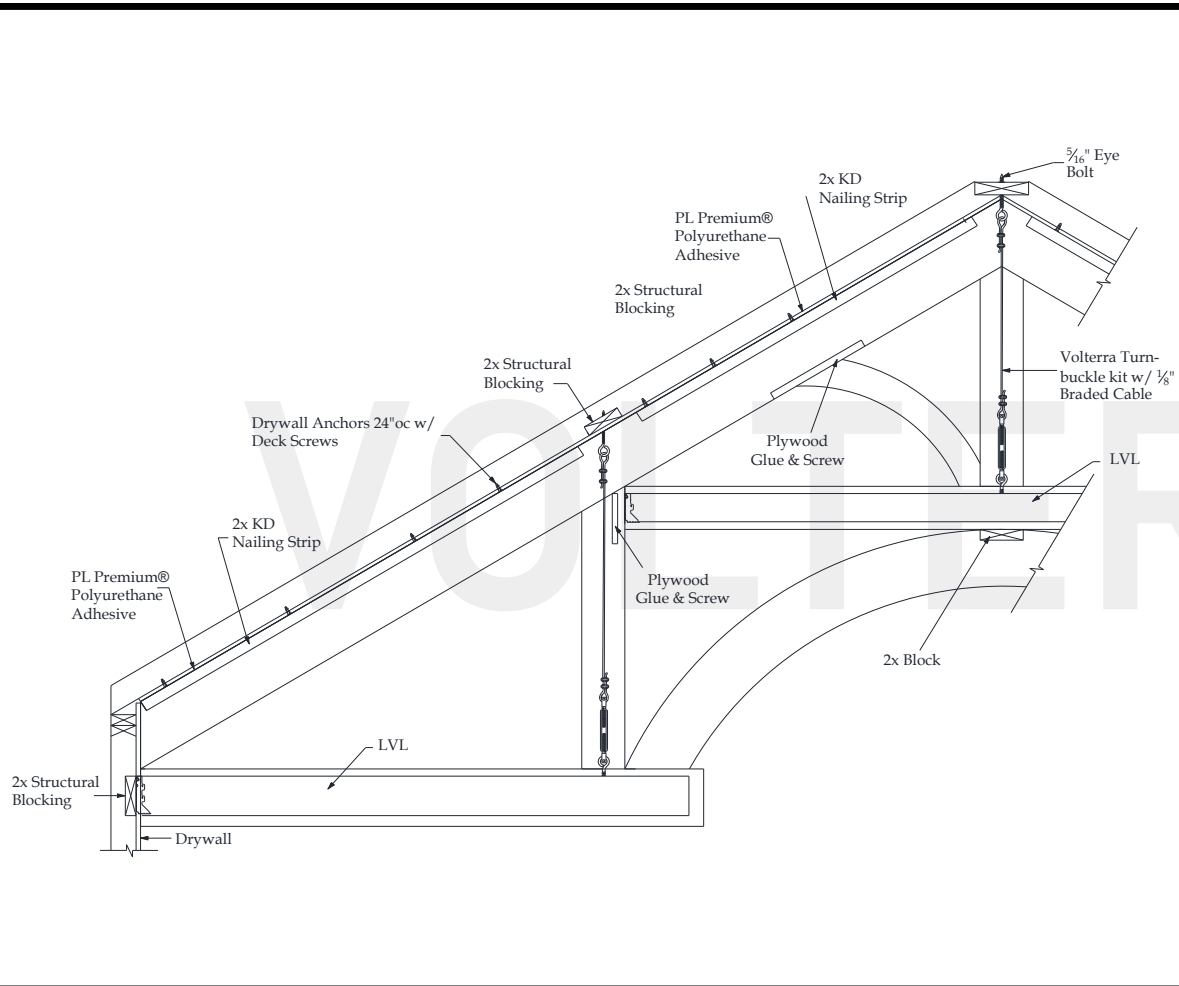 5⁄16" Eye
Bolt
2x KD
Nailing Strip
PL Premium®
Polyurethane
Adhesive
2x Structural
Blocking
2x Structural
Blocking
Volterra Turn-
buckle kit w/ 1⁄8"
Braded Cable
Drywall Anchors 24"oc w/
Deck Screws
Plywood
Glue & Screw
LVL
2x KD
Nailing Strip
PL Premium®
Polyurethane
Adhesive
Plywood
Glue & Screw
2x Block
LVL
2x Structural
Blocking
Drywall
VOLTER